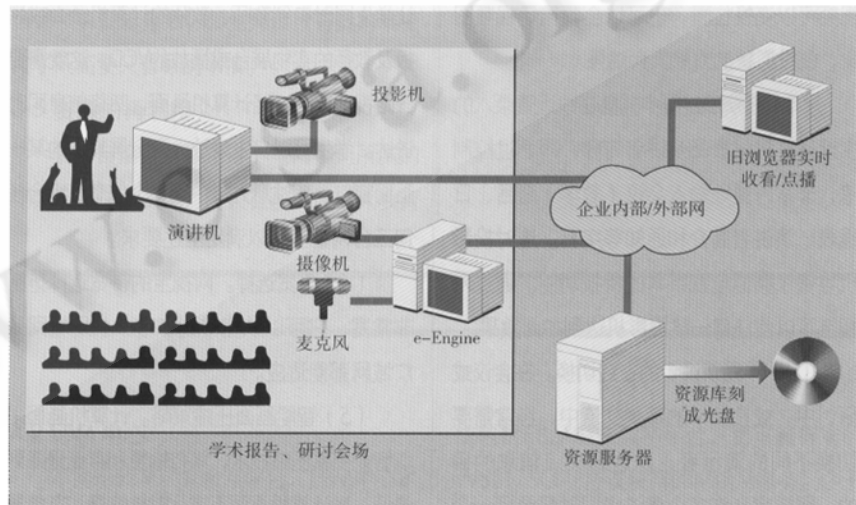 投影机
演讲机
摄像机
麦克风
e-Engine
学术报告、研讨会场
企业内部/外部网
旧浏览器实时
收看/点播
资源服务器
资源库刻
成光盘